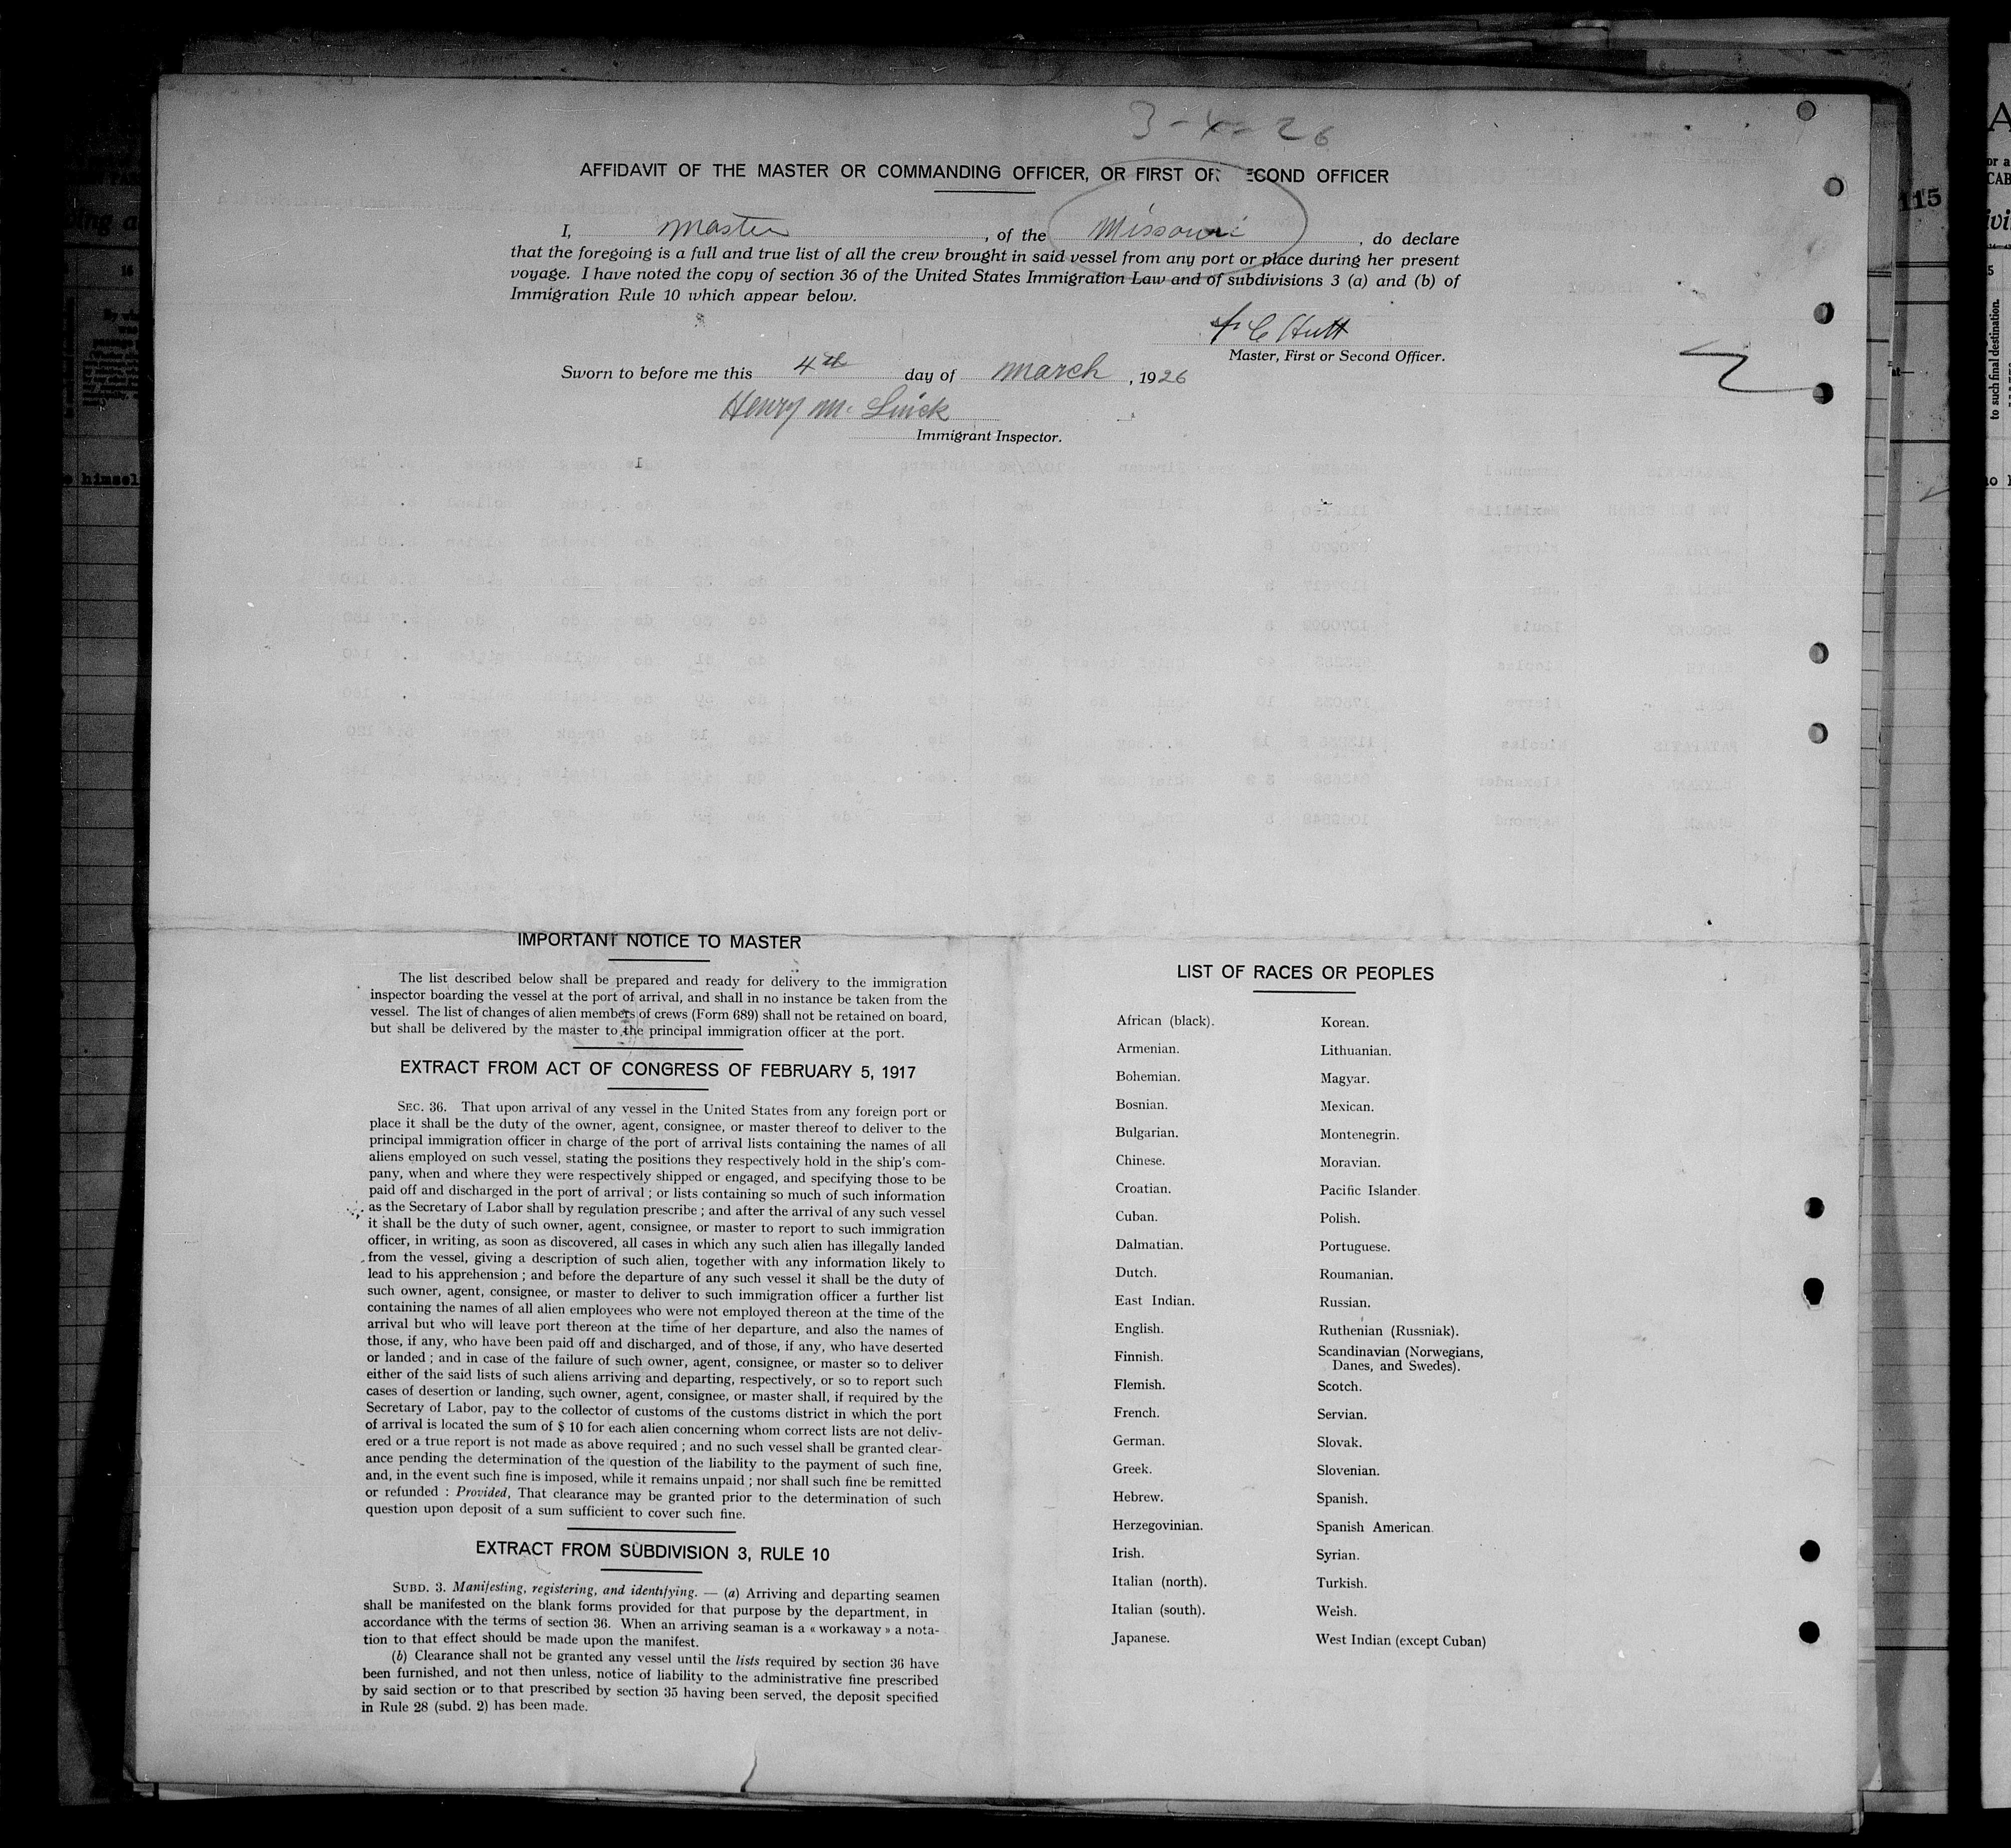 3-4-26
AFFIDAVIT OF THE MASTER OR COMMANDING OFFICER, OR FIRST OR SECOND OFFICER
I, Master, of the Missouri, do declare
that the foregoing is a full and true list of all the crew brought in said vessel from any port or place during her present
voyage. I have noted the copy of section 36 of the United States Immigration Law and of subdivisions 3 (a) and (b) of
Immigration Rule 10 which appear below.
Hutt
Master, First or Second Officer.
Sworn to before me this 4th day of March, 1926
Henry M.
Immigrant Inspector.
IMPORTANT NOTICE TO MASTER
The list described below shall be prepared and ready for delivery to the immigration
inspector boarding the vessel at the port of arrival, and shall in no instance be taken from the
vessel. The list of changes of alien members of crews (Form 689) shall not be retained on board,
but shall be delivered by the master to the principal immigration officer at the port.
EXTRACT FROM ACT OF CONGRESS OF FEBRUARY 5, 1917
SEC. 36. That upon arrival of any vessel in the United States from any foreign port or
place it shall be the duty of the owner, agent, consignee, or master thereof to deliver to the
principal immigration officer in charge of the port of arrival lists containing the names of all
aliens employed on such vessel, stating the positions they respectively hold in the ship's com-
pany, when and where they were respectively shipped or engaged, and specifying those to be
paid off and discharged in the port of arrival ; or lists containing so much of such information
as the Secretary of Labor shall by regulation prescribe ; and after the arrival of any such vessel
it shall be the duty of such owner, agent, consignee, or master to report to such immigration
officer, in writing, as soon as discovered, all cases in which any such alien has illegally landed
from the vessel, giving a description of such alien, together with any information likely to
lead to his apprehension ; and before the departure of any such vessel it shall be the duty of
such owner, agent, consignee, or master to deliver to such immigration officer a further list
containing the names of all alien employees who were not employed thereon at the time of the
arrival but who will leave port thereon at the time of her departure, and also the names of
those, if any, who have been paid off and discharged, and of those, if any, who have deserted
or landed ; and in case of the failure of such owner, agent, consignee, or master so to deliver
either of the said lists of such aliens arriving and departing, respectively, or so to report such
cases of desertion or landing, such owner, agent, consignee, or master shall, if required by the
Secretary of Labor, pay to the collector of customs of the customs district in which the port
of arrival is located the sum of $ 10 for each alien concerning whom correct lists are not deliv-
ered or a true report is not made as above required ; and no such vessel shall be granted clear-
ance pending the determination of the question of the liability to the payment of such fine,
and, in the event such fine is imposed, while it remains unpaid ; nor shall such fine be remitted
or refunded : Provided, That clearance may be granted prior to the determination of such
question upon deposit of a sum sufficient to cover such fine.
EXTRACT FROM SUBDIVISION 3, RULE 10
SUBD. 3. Manifesting, registering, and identifying. — (a) Arriving and departing seamen
shall be manifested on the blank forms provided for that purpose by the department, in
accordance with the terms of section 36. When an arriving seaman is a « workaway » a nota-
tion to that effect should be made upon the manifest.
(b) Clearance shall not be granted any vessel until the lists required by section 36 have
been furnished, and not then unless, notice of liability to the administrative fine prescribed
by said section or to that prescribed by section 35 having been served, the deposit specified
in Rule 28 (subd. 2) has been made.
LIST OF RACES OR PEOPLES
African (black).
Armenian.
Bohemian.
Bosnian.
Bulgarian.
Chinese.
Croatian.
Cuban.
Dalmatian.
Dutch.
East Indian.
English.
Finnish.
Flemish.
French.
German.
Greek.
Hebrew.
Herzegovinian.
Irish.
Italian (north).
Italian (south).
Japanese.
Korean.
Lithuanian.
Magyar.
Mexican.
Montenegrin.
Moravian.
Pacific Islander.
Polish.
Portuguese.
Roumanian.
Russian.
Ruthenian (Russniak).
Scandinavian (Norwegians,
Danes, and Swedes).
Scotch.
Servian.
Slovak.
Slovenian.
Spanish.
Spanish American.
Syrian.
Turkish.
Welsh.
West Indian (except Cuban)
115
to such final destination.